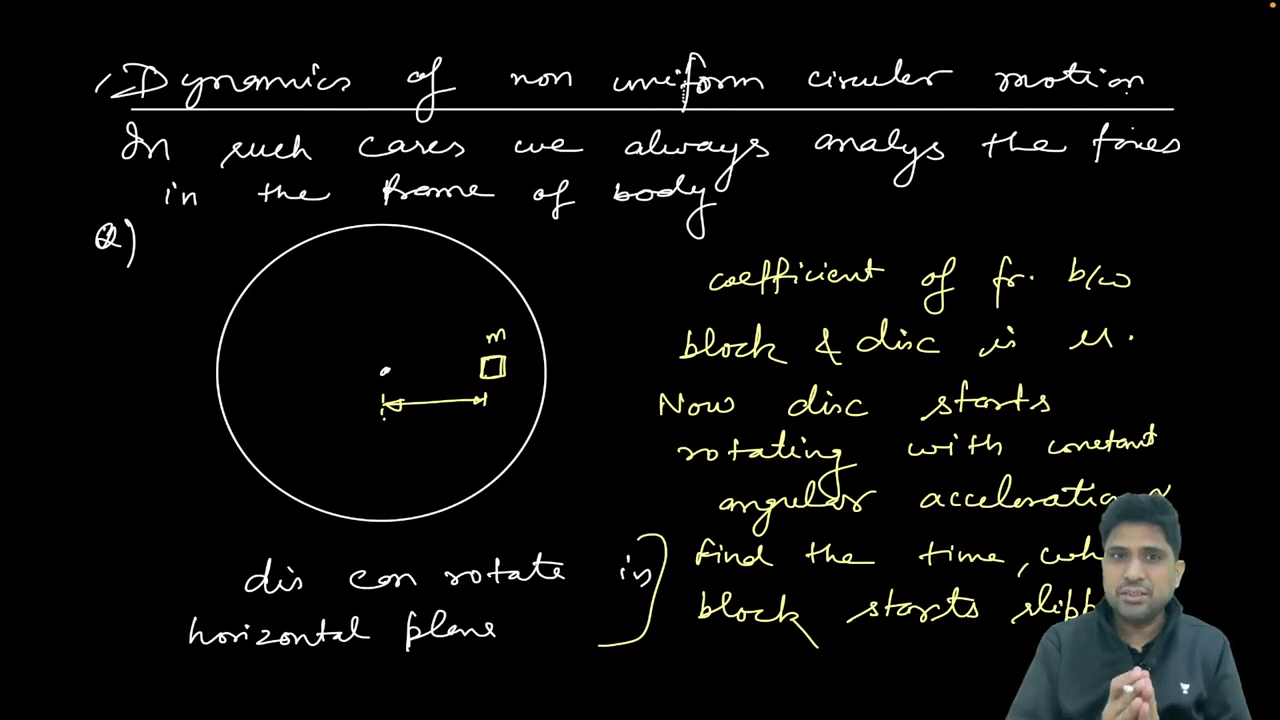 Dynamics of non uniform circular motion
In such cases we always analys the forces
in the frame of body
Q)
coefficient of fr. b/w
block & disc is μ.
m
Now disc starts
rotating with constant
angular acceleration α
find the time,
block starts
dis can rotate in
horizontal plane